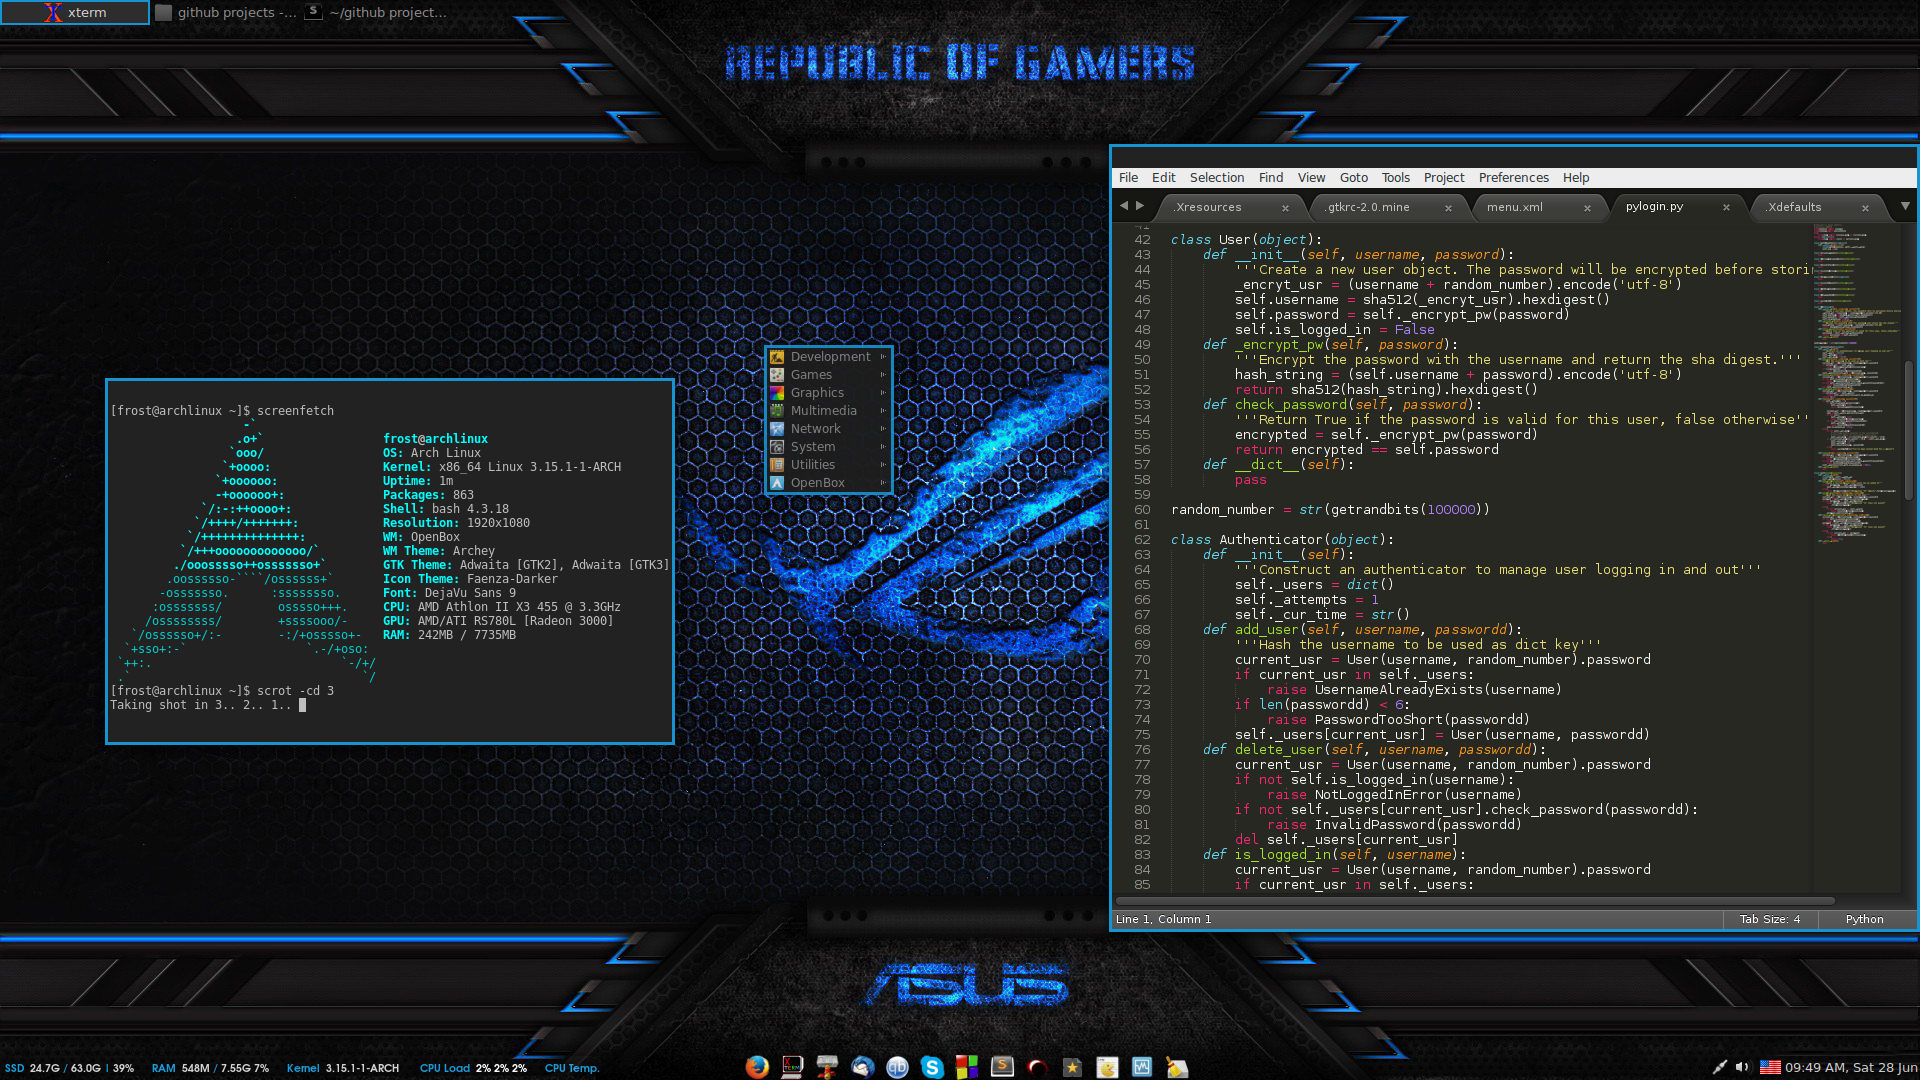 xterm
github projects -...
~/github project...
REPUBLIC OF GAMERS
File Edit Selection Find View Goto Tools Project Preferences Help
.Xresources
.gtkrc-2.0.mine
menu.xml
pylogin.py
.Xdefaults
42 class User(object):
43 def __init__(self, username, password):
44 '''Create a new user object. The password will be encrypted before stori
45 _encryt_usr = (username + random_number).encode('utf-8')
46 self.username = sha512(_encryt_usr).hexdigest()
47 self.password = self._encrypt_pw(password)
48 self.is_logged_in = False
49 def _encrypt_pw(self, password):
50 '''Encrypt the password with the username and return the sha digest.'''
51 hash_string = (self.username + password).encode('utf-8')
52 return sha512(hash_string).hexdigest()
53 def check_password(self, password):
54 '''Return True if the password is valid for this user, false otherwise''
55 encrypted = self._encrypt_pw(password)
56 return encrypted == self.password
57 def __dict__(self):
58 pass
59
60 random_number = str(getrandbits(100000))
61
62 class Authenticator(object):
63 def __init__(self):
64 '''Construct an authenticator to manage user logging in and out'''
65 self._users = dict()
66 self._attempts = 1
67 self._cur_time = str()
68 def add_user(self, username, passwordd):
69 '''Hash the username to be used as dict key'''
70 current_usr = User(username, random_number).password
71 if current_usr in self._users:
72 raise UsernameAlreadyExists(username)
73 if len(passwordd) < 6:
74 raise PasswordTooShort(passwordd)
75 self._users[current_usr] = User(username, passwordd)
76 def delete_user(self, username, passwordd):
77 current_usr = User(username, random_number).password
78 if not self.is_logged_in(username):
79 raise NotLoggedInError(username)
80 if not self._users[current_usr].check_password(passwordd):
81 raise InvalidPassword(passwordd)
82 del self._users[current_usr]
83 def is_logged_in(self, username):
84 current_usr = User(username, random_number).password
85 if current_usr in self._users:
Line 1, Column 1
Tab Size: 4
Python
Development
Games
Graphics
Multimedia
Network
System
Utilities
OpenBox
[frost@archlinux ~]$ screenfetch
frost@archlinux
OS: Arch Linux
Kernel: x86_64 Linux 3.15.1-1-ARCH
Uptime: 1m
Packages: 863
Shell: bash 4.3.18
Resolution: 1920x1080
WM: OpenBox
WM Theme: Archey
GTK Theme: Adwaita [GTK2], Adwaita [GTK3]
Icon Theme: Faenza-Darker
Font: DejaVu Sans 9
CPU: AMD Athlon II X3 455 @ 3.3GHz
GPU: AMD/ATI RS780L [Radeon 3000]
RAM: 242MB / 7735MB
[frost@archlinux ~]$ scrot -cd 3
Taking shot in 3.. 2.. 1..
ASUS
SSD 24.7G / 63.0G | 39% RAM 548M / 7.55G 7% Kernel 3.15.1-1-ARCH CPU Load 2% 2% 2% CPU Temp.
09:49 AM, Sat 28 Jun